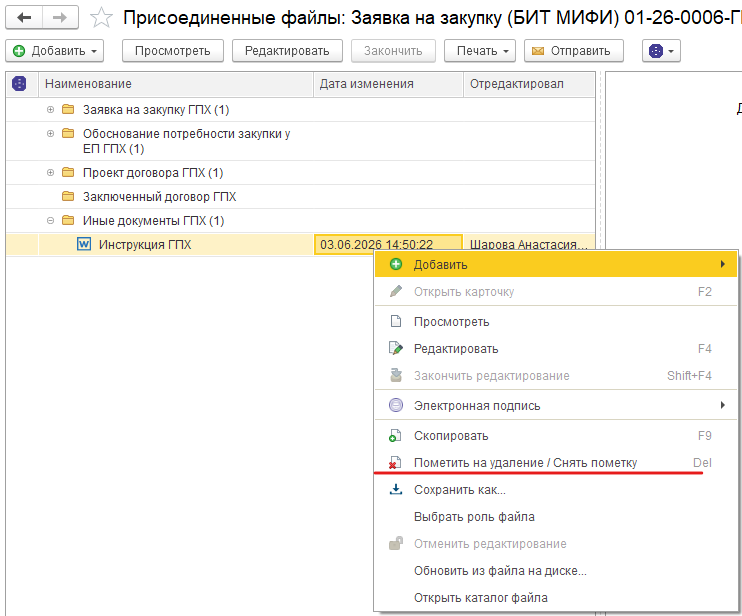 Присоединенные файлы: Заявка на закупку (БИТ МИФИ) 01-26-0006-Г
Добавить Просмотреть Редактировать Закончить Печать Отправить
Наименование Дата изменения Отредактировал
Заявка на закупку ГПХ (1)
Обоснование потребности закупки у
ЕП ГПХ (1)
Проект договора ГПХ (1)
Заключенный договор ГПХ
Иные документы ГПХ (1)
Инструкция ГПХ 03.06.2026 14:50:22 Шарова Анастасия...
Добавить
Открыть карточку F2
Просмотреть
Редактировать F4
Закончить редактирование Shift+F4
Электронная подпись
Скопировать F9
Пометить на удаление / Снять пометку Del
Сохранить как...
Выбрать роль файла
Отменить редактирование
Обновить из файла на диске...
Открыть каталог файла